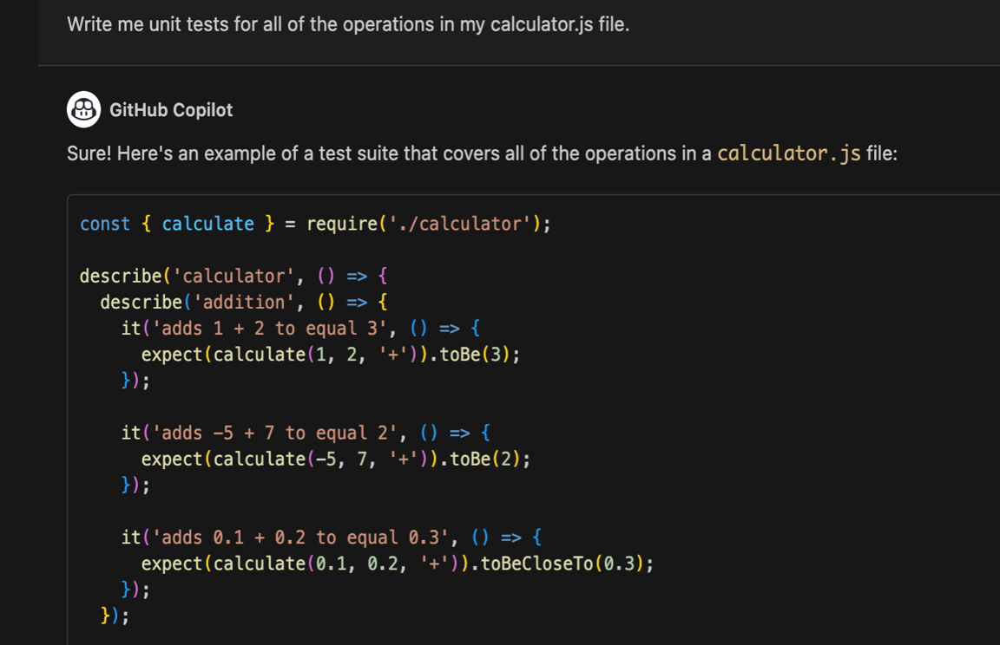 Write me unit tests for all of the operations in my calculator.js file.
GitHub Copilot
Sure! Here's an example of a test suite that covers all of the operations in a calculator.js file:
const { calculate } = require('./calculator');
describe('calculator', () => {
  describe('addition', () => {
    it('adds 1 + 2 to equal 3', () => {
      expect(calculate(1, 2, '+')).toBe(3);
    });
    it('adds -5 + 7 to equal 2', () => {
      expect(calculate(-5, 7, '+')).toBe(2);
    });
    it('adds 0.1 + 0.2 to equal 0.3', () => {
      expect(calculate(0.1, 0.2, '+')).toBeCloseTo(0.3);
    });
  });